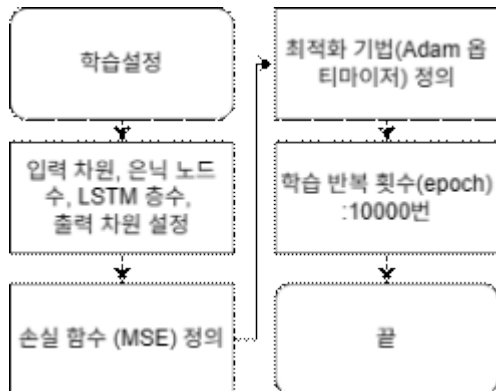 학습설정
입력 차원, 은닉 노드
수, LSTM 층수,
출력 차원 설정
손실 함수 (MSE) 정의
최적화 기법(Adam 옵
티마이저) 정의
학습 반복 횟수(epoch)
:10000번
끝